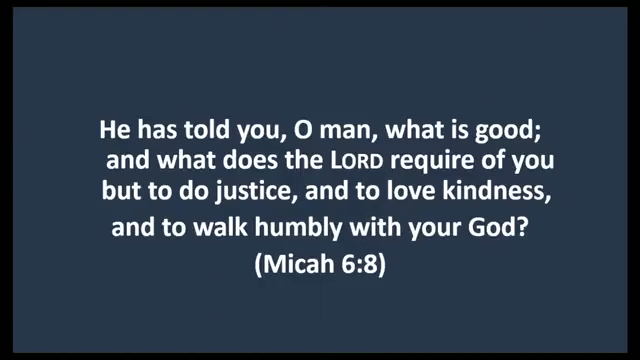 He has told you, O man, what is good;
and what does the LORD require of you
but to do justice, and to love kindness,
and to walk humbly with your God?
(Micah 6:8)